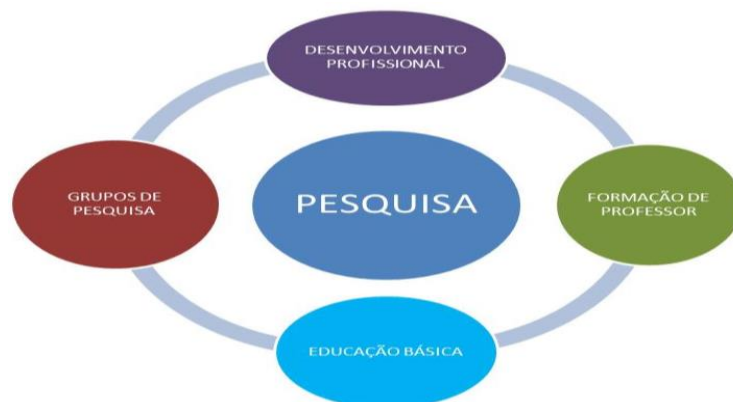 DESENVOLVIMENTO
PROFISSIONAL
GRUPOS DE
PESQUISA
PESQUISA
FORMAÇÃO DE
PROFESSOR
EDUCAÇÃO BÁSICA